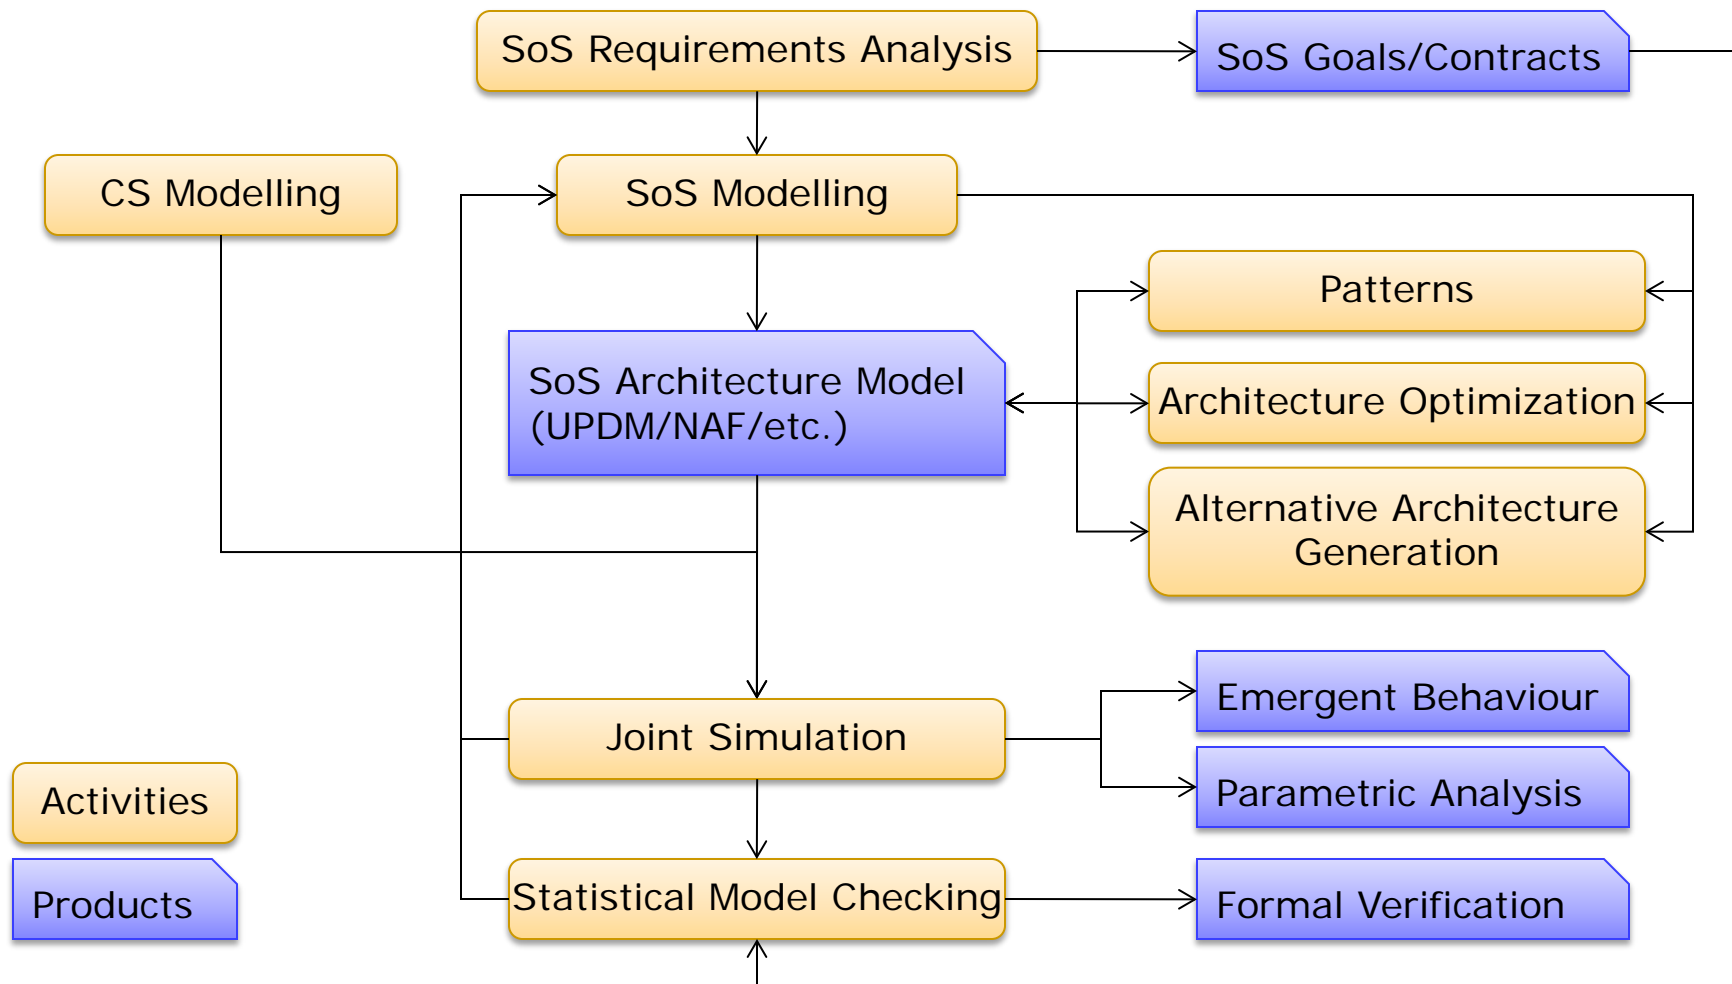 SoS Requirements Analysis
SoS Goals/Contracts
CS Modelling
SoS Modelling
Patterns
SoS Architecture Model
(UPDM/NAF/etc.)
Architecture Optimization
Alternative Architecture
Generation
Emergent Behaviour
Joint Simulation
Parametric Analysis
Activities
Statistical Model Checking
Formal Verification
Products